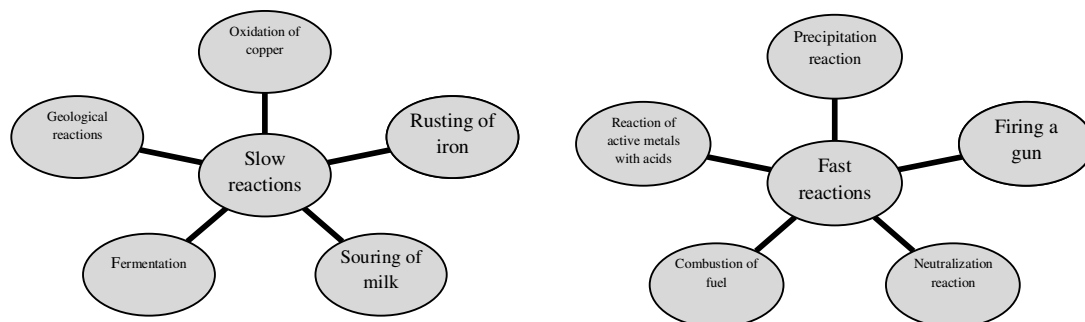 Oxidation of
copper
Geological
reactions
Rusting of
iron
Slow
reactions
Fermentation
Souring of
milk
Precipitation
reaction
Reaction of
active metals
with acids
Firing a
gun
Fast
reactions
Combustion of
fuel
Neutralization
reaction